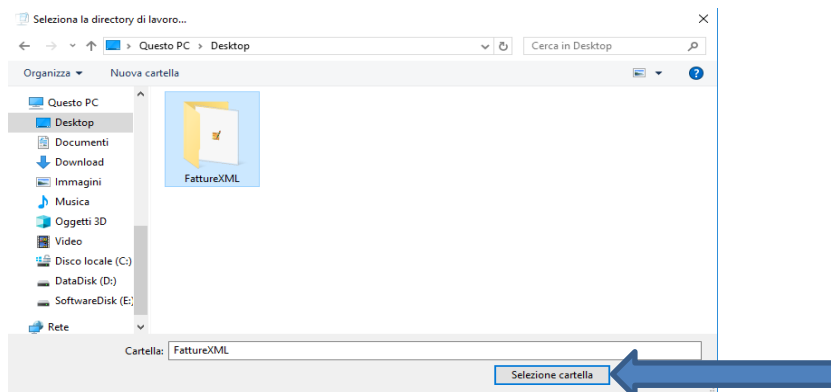 Seleziona la directory di lavoro...
Questo PC > Desktop
Cerca in Desktop
Organizza
Nuova cartella
Questo PC
Desktop
Documenti
Download
Immagini
Musica
Oggetti 3D
Video
Disco locale (C:)
DataDisk (D:)
SoftwareDisk (E:
Rete
FattureXML
Cartella: FattureXML
Selezione cartella